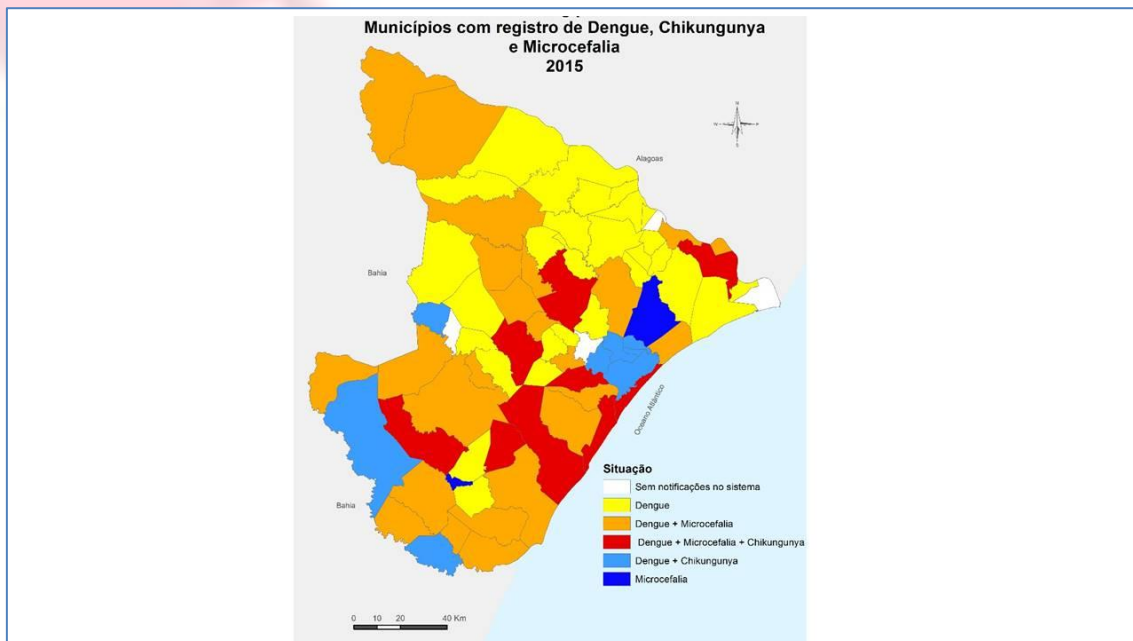 Municípios com registro de Dengue, Chikungunya
e Microcefalia
2015
N
Alagoas
Bahia
Oceano Atlântico
Bahia
Situação
Sem notificações no sistema
Dengue
Dengue + Microcefalia
Dengue + Microcefalia + Chikungunya
Dengue + Chikungunya
Microcefalia
0 10 20 40 Km